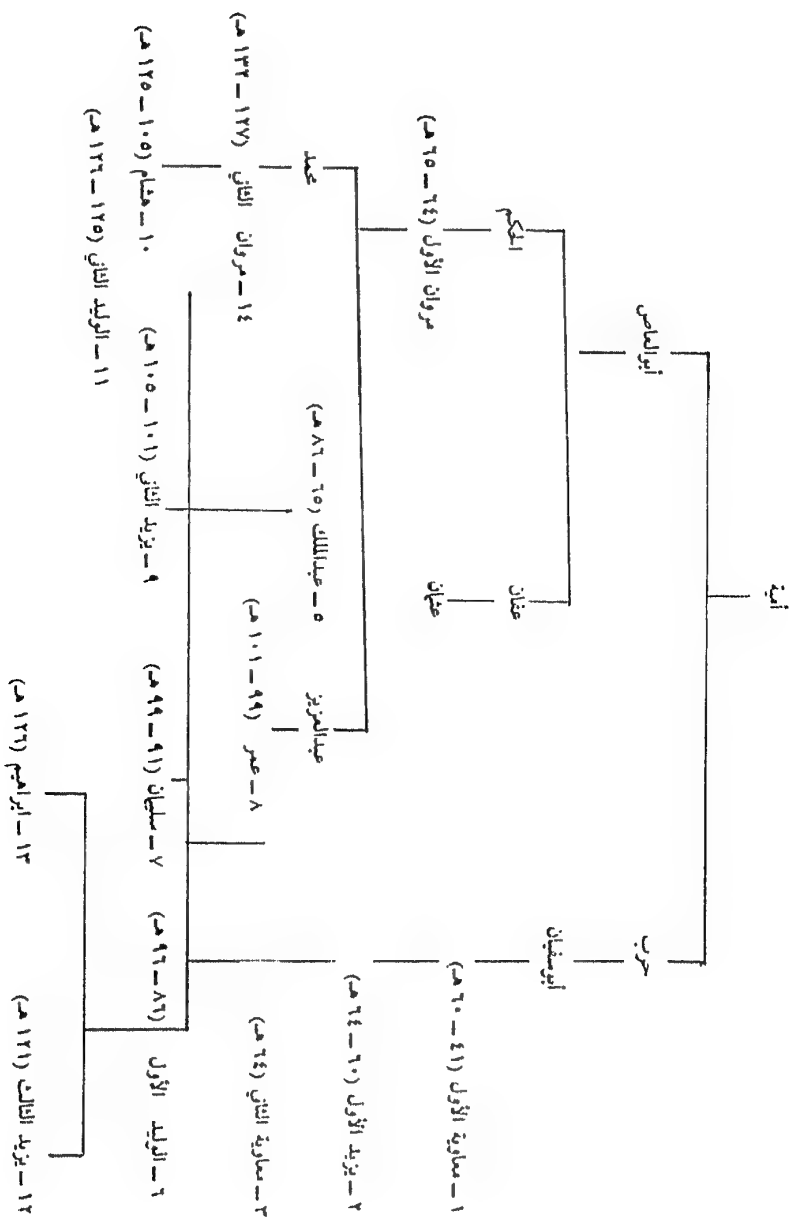 أمية
حرب
أبوالعاص
أبوسفيان
عفان
الحكم
١ – معاوية الأول (٤١ – ٦٠ هـ)
عثمان
مروان الأول (٦٤ – ٦٥ هـ)
٢ – يزيد الأول (٦٠ – ٦٤ هـ)
عبدالعزيز
٥ – عبدالملك (٦٥ – ٨٦ هـ)
محمد
٣ – معاوية الثاني (٦٤ هـ)
٨ – عمر (٩٩ – ١٠١ هـ)
١٤ – مروان الثاني
(١٢٧ – ١٣٢ هـ)
٦ – الوليد الأول (٨٦ – ٩٦ هـ)
٧ – سليمان (٩١ – ٩٩ هـ)
٩ – يزيد الثاني (١٠١ – ١٠٥ هـ)
١٠ – هشام (١٠٥ – ١٢٥ هـ)
١١ – الوليد الثاني (١٢٥ – ١٢٦ هـ)
١٢ – يزيد الثالث (١٢١ هـ)
١٣ – ابراهيم (١٢٦ هـ)